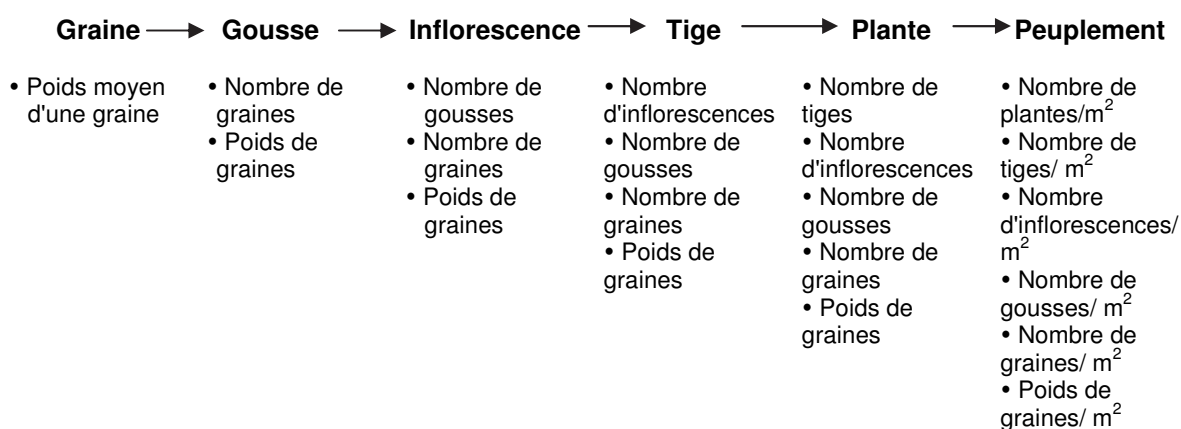 Graine → Gousse → Inflorescence → Tige → Plante → Peuplement
• Poids moyen
d'une graine
• Nombre de
graines
• Poids de
graines
• Nombre de
gousses
• Nombre de
graines
• Poids de
graines
• Nombre
d'inflorescences
• Nombre de
gousses
• Nombre de
graines
• Poids de
graines
• Nombre de
tiges
• Nombre
d'inflorescences
• Nombre de
gousses
• Nombre de
graines
• Poids de
graines
• Nombre de
plantes/m²
• Nombre de
tiges/ m²
• Nombre
d'inflorescences/
m²
• Nombre de
gousses/ m²
• Nombre de
graines/ m²
• Poids de
graines/ m²